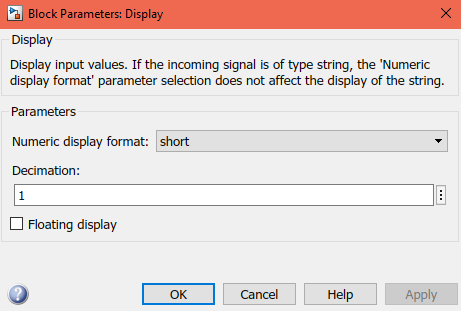 Block Parameters: Display
Display
Display input values. If the incoming signal is of type string, the 'Numeric
display format' parameter selection does not affect the display of the string.
Parameters
Numeric display format: short
Decimation:
1
Floating display
OK Cancel Help Apply